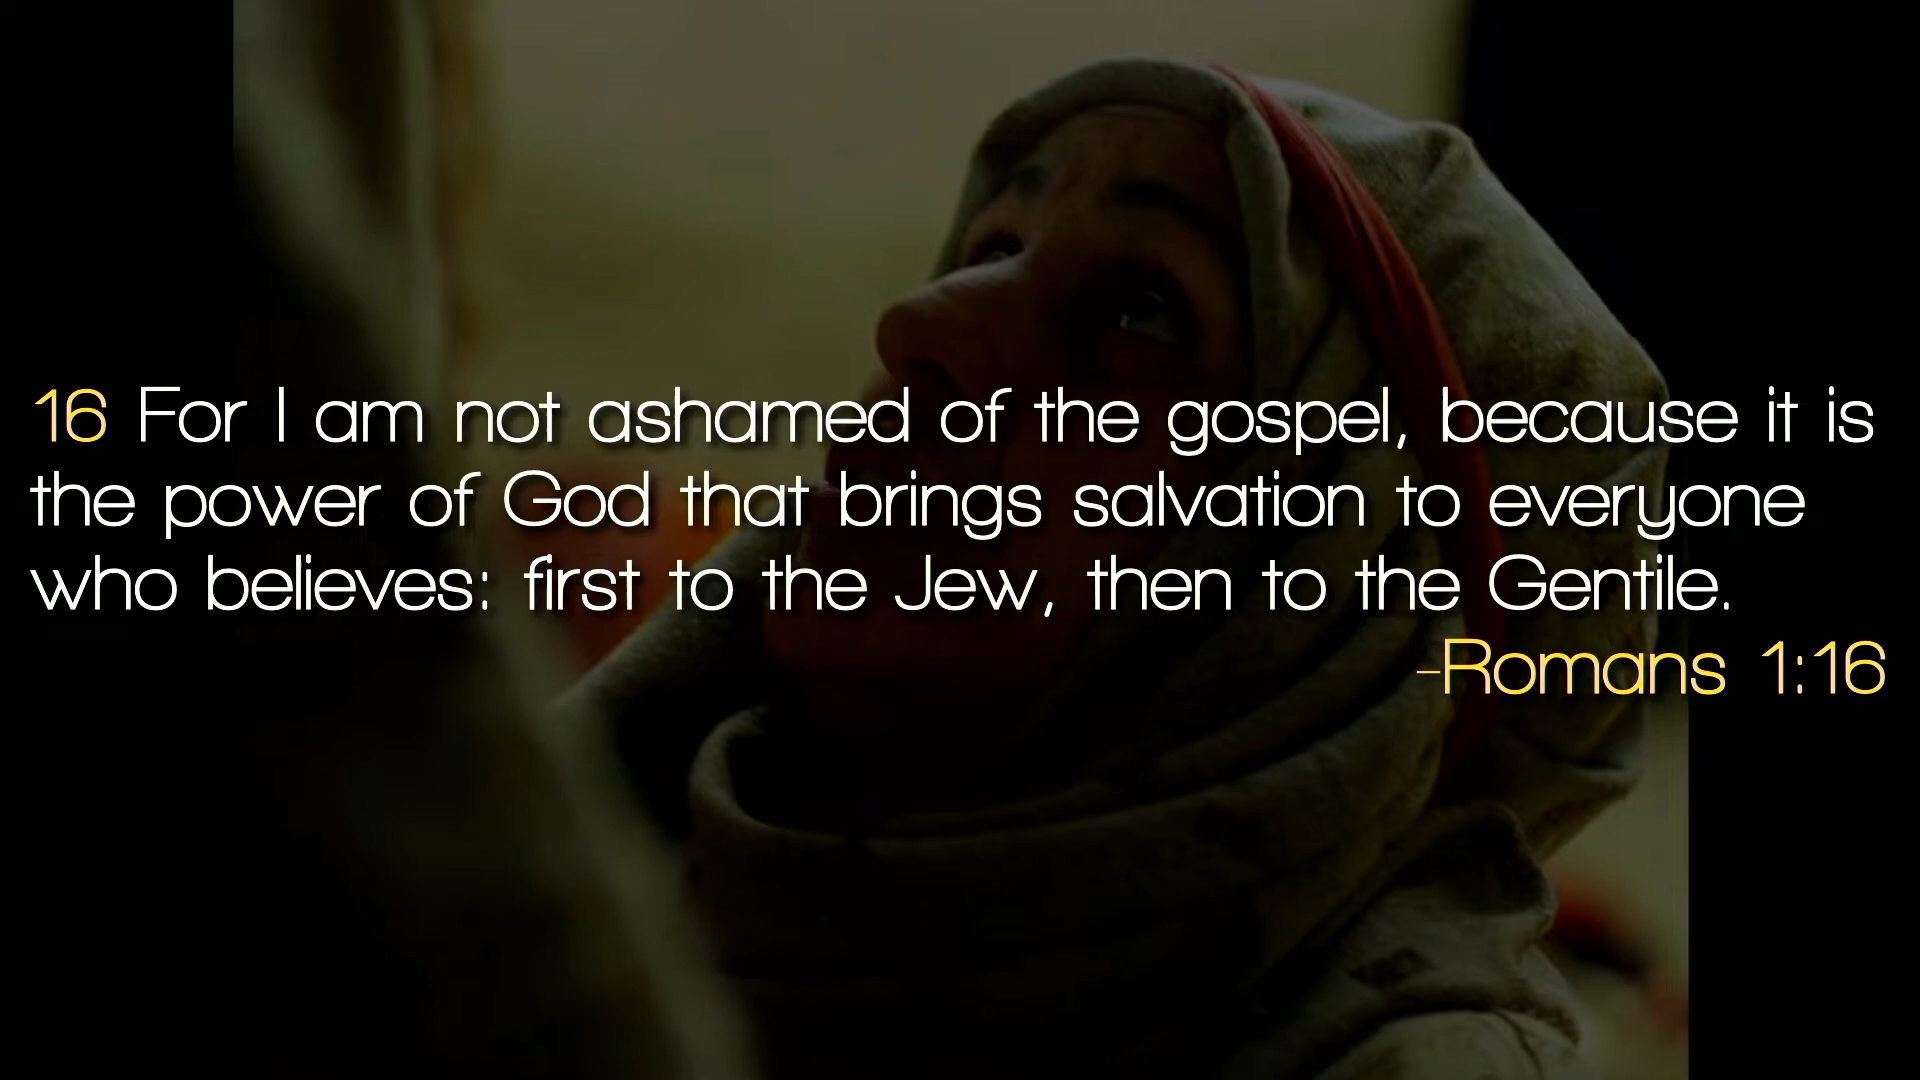 16 For I am not ashamed of the gospel, because it is
the power of God that brings salvation to everyone
who believes: first to the Jew, then to the Gentile.
-Romans 1:16